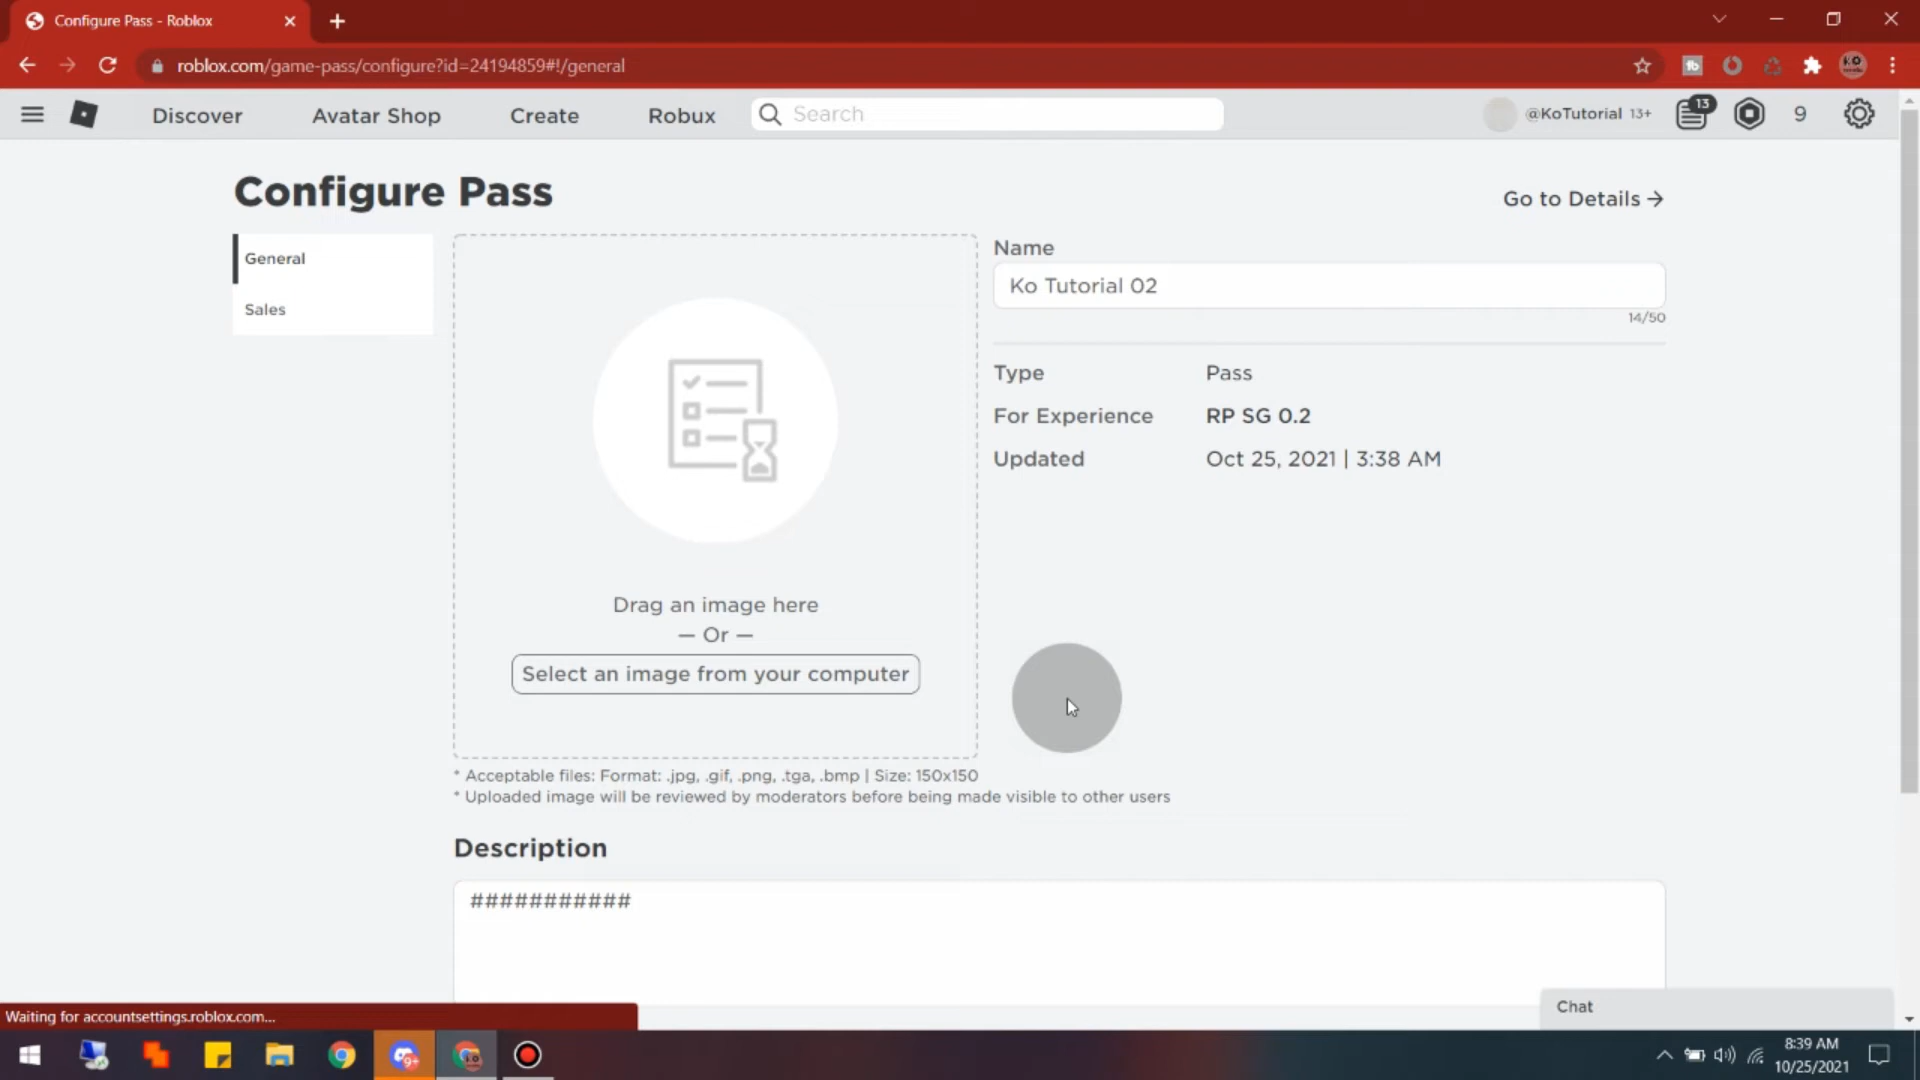 Configure Pass - Roblox
roblox.com/game-pass/configure?id=24194859#!/general
Discover
Avatar Shop
Create
Robux
Search
@KoTutorial 13+
13
9
Configure Pass
Go to Details
General
Sales
Name
Ko Tutorial 02
14/50
Type Pass
For Experience RP SG 0.2
Updated Oct 25, 2021 | 3:38 AM
Drag an image here
— Or —
Select an image from your computer
* Acceptable files: Format: .jpg, .gif, .png, .tga, .bmp | Size: 150x150
* Uploaded image will be reviewed by moderators before being made visible to other users
Description
###########
Chat
Waiting for accountsettings.roblox.com...
9+
8:39 AM
10/25/2021